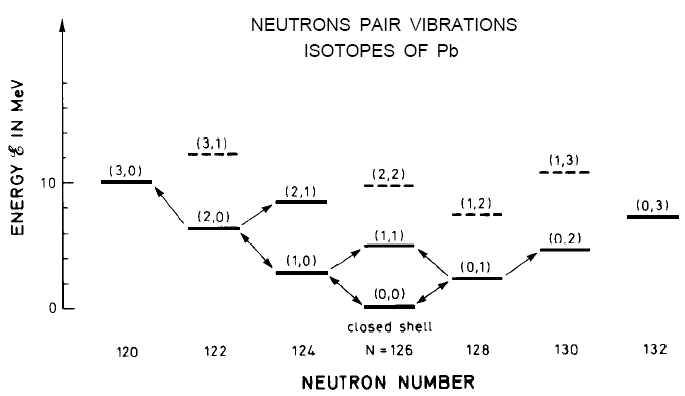 NEUTRONS PAIR VIBRATIONS
ISOTOPES OF Pb
ENERGY ℰ IN MeV
(3,1)
(3,0)
(2,2)
(1,3)
10
(2,1)
(1,2)
(0,3)
(2,0)
(1,1)
(0,2)
(1,0)
(0,1)
(0,0)
0
closed shell
120 122 124 N = 126 128 130 132
NEUTRON NUMBER